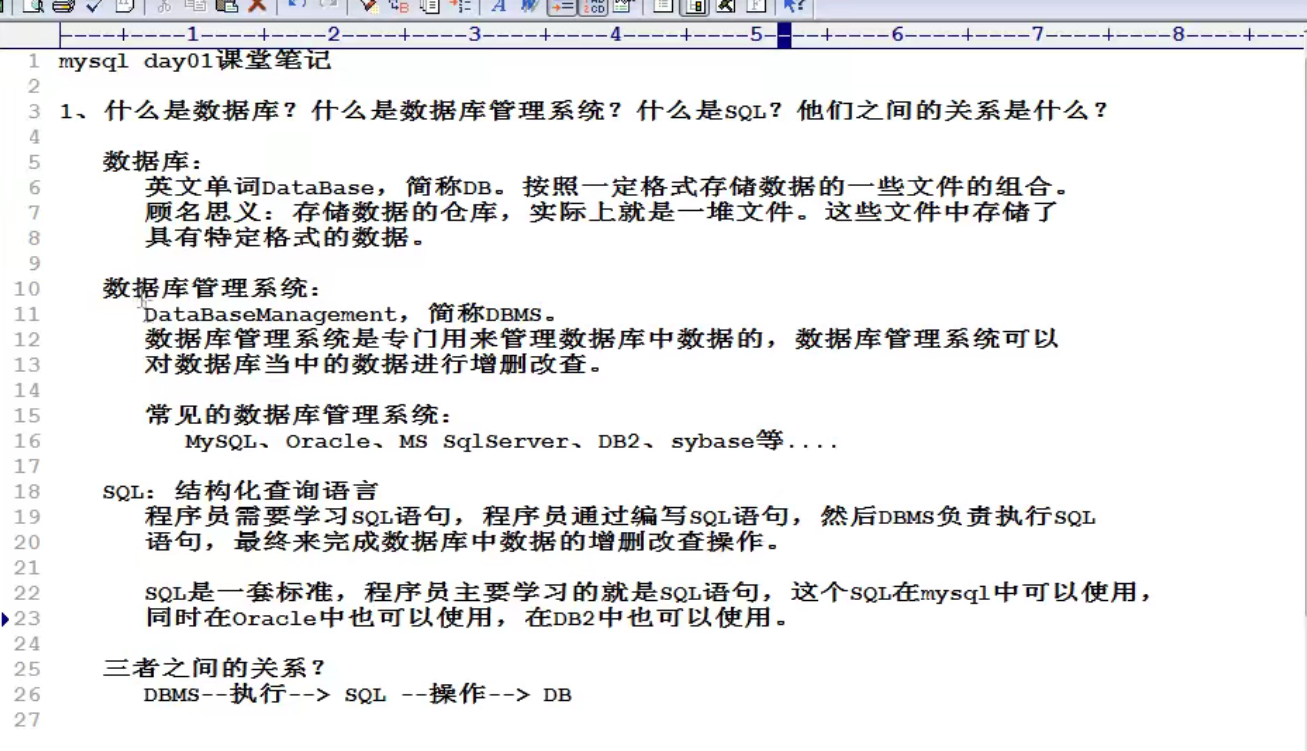 ----+----1----+----2----+----3----+----4----+----5----+----6----+----7----+----8----+----
1 mysql day01课堂笔记
2
3 1、什么是数据库？什么是数据库管理系统？什么是SQL？他们之间的关系是什么？
4
5 数据库：
6 英文单词DataBase，简称DB。按照一定格式存储数据的一些文件的组合。
7 顾名思义：存储数据的仓库，实际上就是一堆文件。这些文件中存储了
8 具有特定格式的数据。
9
10 数据库管理系统：
11 DataBaseManagement，简称DBMS。
12 数据库管理系统是专门用来管理数据库中数据的，数据库管理系统可以
13 对数据库当中的数据进行增删改查。
14
15 常见的数据库管理系统：
16 MySQL、Oracle、MS SqlServer、DB2、sybase等....
17
18 SQL：结构化查询语言
19 程序员需要学习SQL语句，程序员通过编写SQL语句，然后DBMS负责执行SQL
20 语句，最终来完成数据库中数据的增删改查操作。
21
22 SQL是一套标准，程序员主要学习的就是SQL语句，这个SQL在mysql中可以使用，
23 同时在Oracle中也可以使用，在DB2中也可以使用。
24
25 三者之间的关系？
26 DBMS--执行--> SQL --操作--> DB
27